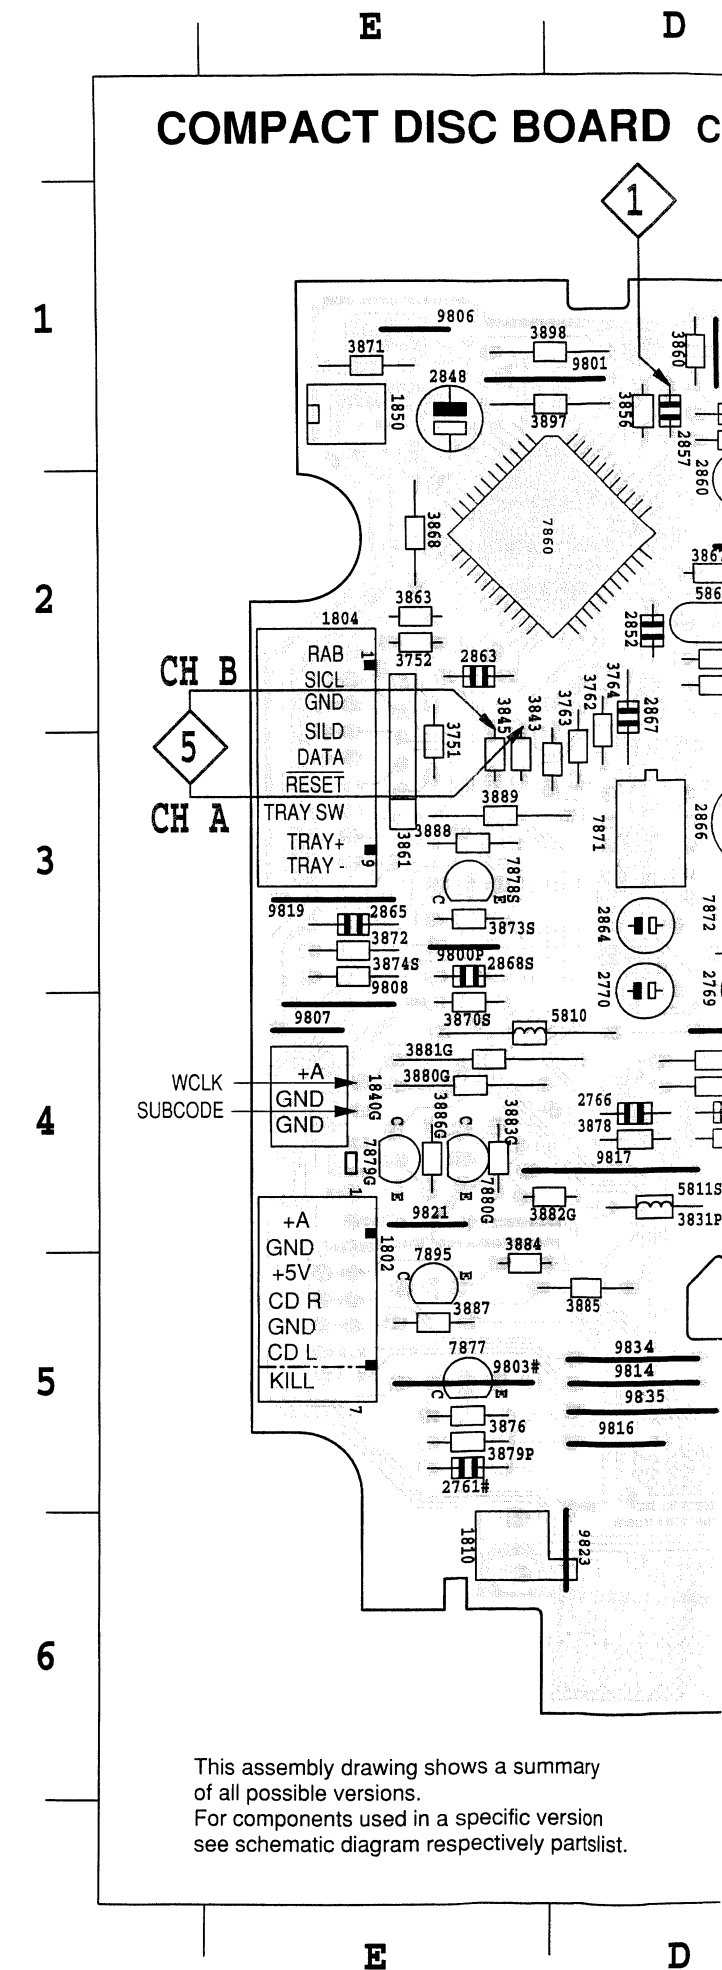 E D
COMPACT DISC BOARD C
1
1
9806
3898
3871
9801
3860
2848
1850
3856
3897
2857
2860
7860
3868
3867
2
3863
586
1804
2852
RAB 1
3752
2863
CH B
SICL
GND
3764
3762
2867
3845
3843
3763
SILD
3751
5
DATA
RESET
3889
CH A
TRAY SW
7871
2866
3888
TRAY+
3861
3
TRAY - 9
7878S
C E
9819
2865
3873S
2864
7872
3872
9800P
3874S
2868S
9808
2770
2769
9807
3870S
5810
3881G
+A
WCLK
3880G
GND
1840G
SUBCODE
2766
4
GND
3886G
3883G
3878
C C
7879G
9817
1
E E
7880G
5811S
+A
9821
3882G
3831P
GND
1802
7895
3884
+5V
C E
CD R
3887
3885
GND
CD L
7877
9834
9803#
9814
5
KILL
C E
9835
7
3876
9816
3879P
2761#
1810
9823
6
This assembly drawing shows a summary
of all possible versions.
For components used in a specific version
see schematic diagram respectively partslist.
E D